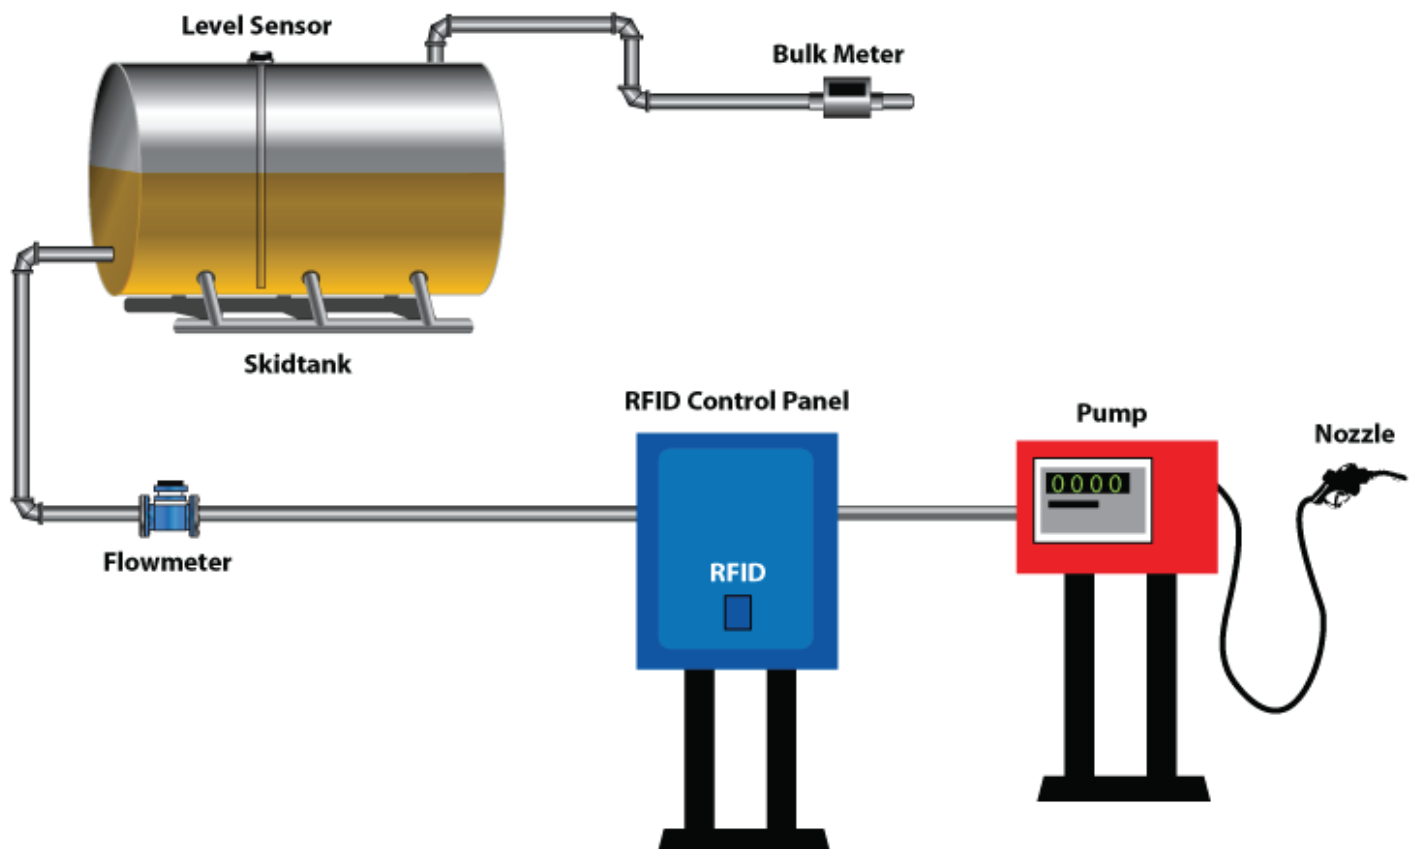 Level Sensor
Bulk Meter
Skidtank
RFID Control Panel
Pump
Nozzle
0000
Flowmeter
RFID